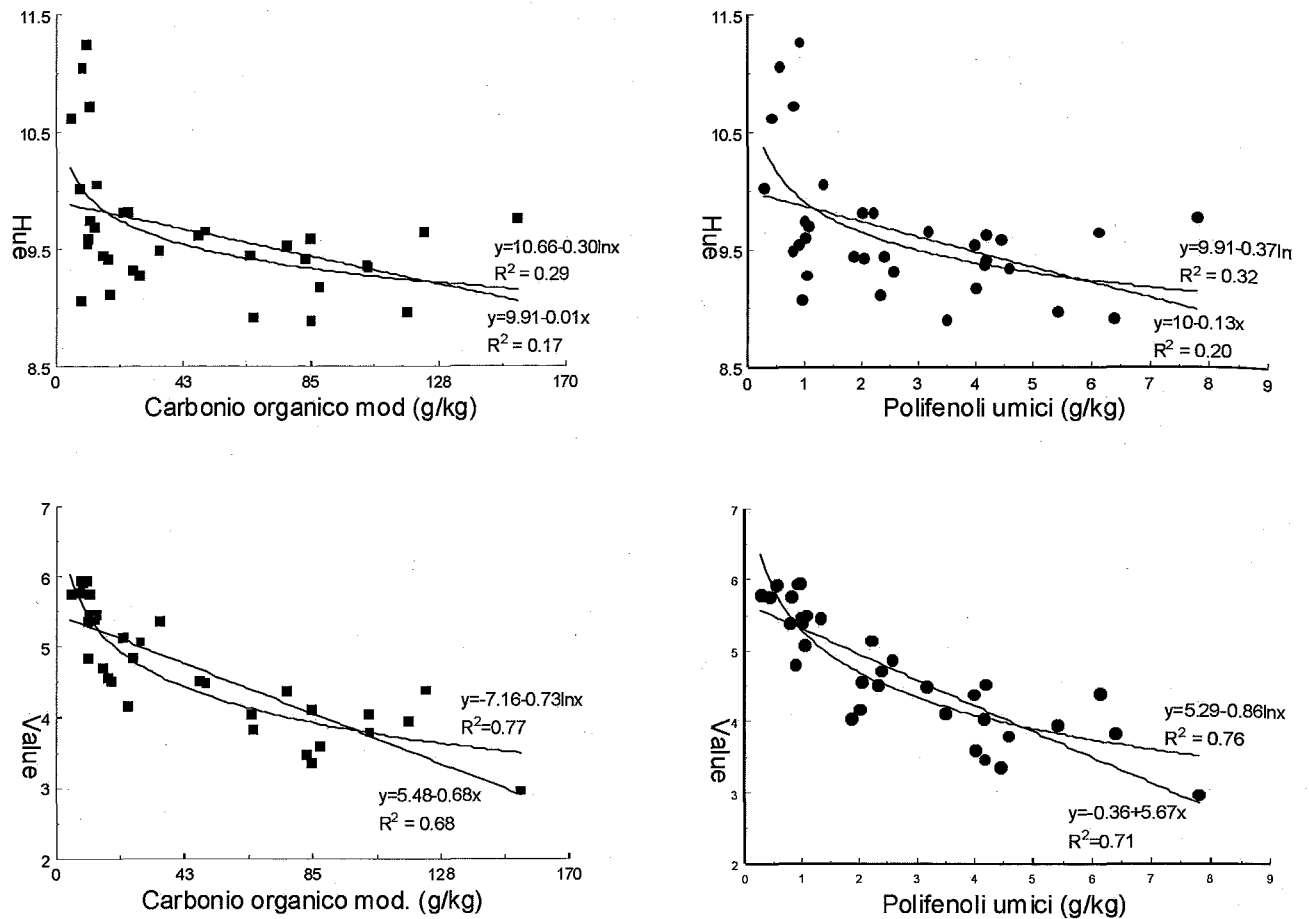 11.5
10.5
9.5
8.5
Hue
y=10.66-0.30lnx
R2 = 0.29
y=9.91-0.01x
R2 = 0.17
0 43 85 128 170
Carbonio organico mod (g/kg)
11.5
10.5
9.5
8.5
Hue
y=9.91-0.37ln
R2 = 0.32
y=10-0.13x
R2 = 0.20
0 1 2 3 4 5 6 7 8 9
Polifenoli umici (g/kg)
7
6
5
4
3
2
Value
y=-7.16-0.73lnx
R2=0.77
y=5.48-0.68x
R2 = 0.68
0 43 85 128 170
Carbonio organico mod. (g/kg)
7
6
5
4
3
2
Value
y=5.29-0.86lnx
R2 = 0.76
y=-0.36+5.67x
R2=0.71
0 1 2 3 4 5 6 7 8 9
Polifenoli umici (g/kg)